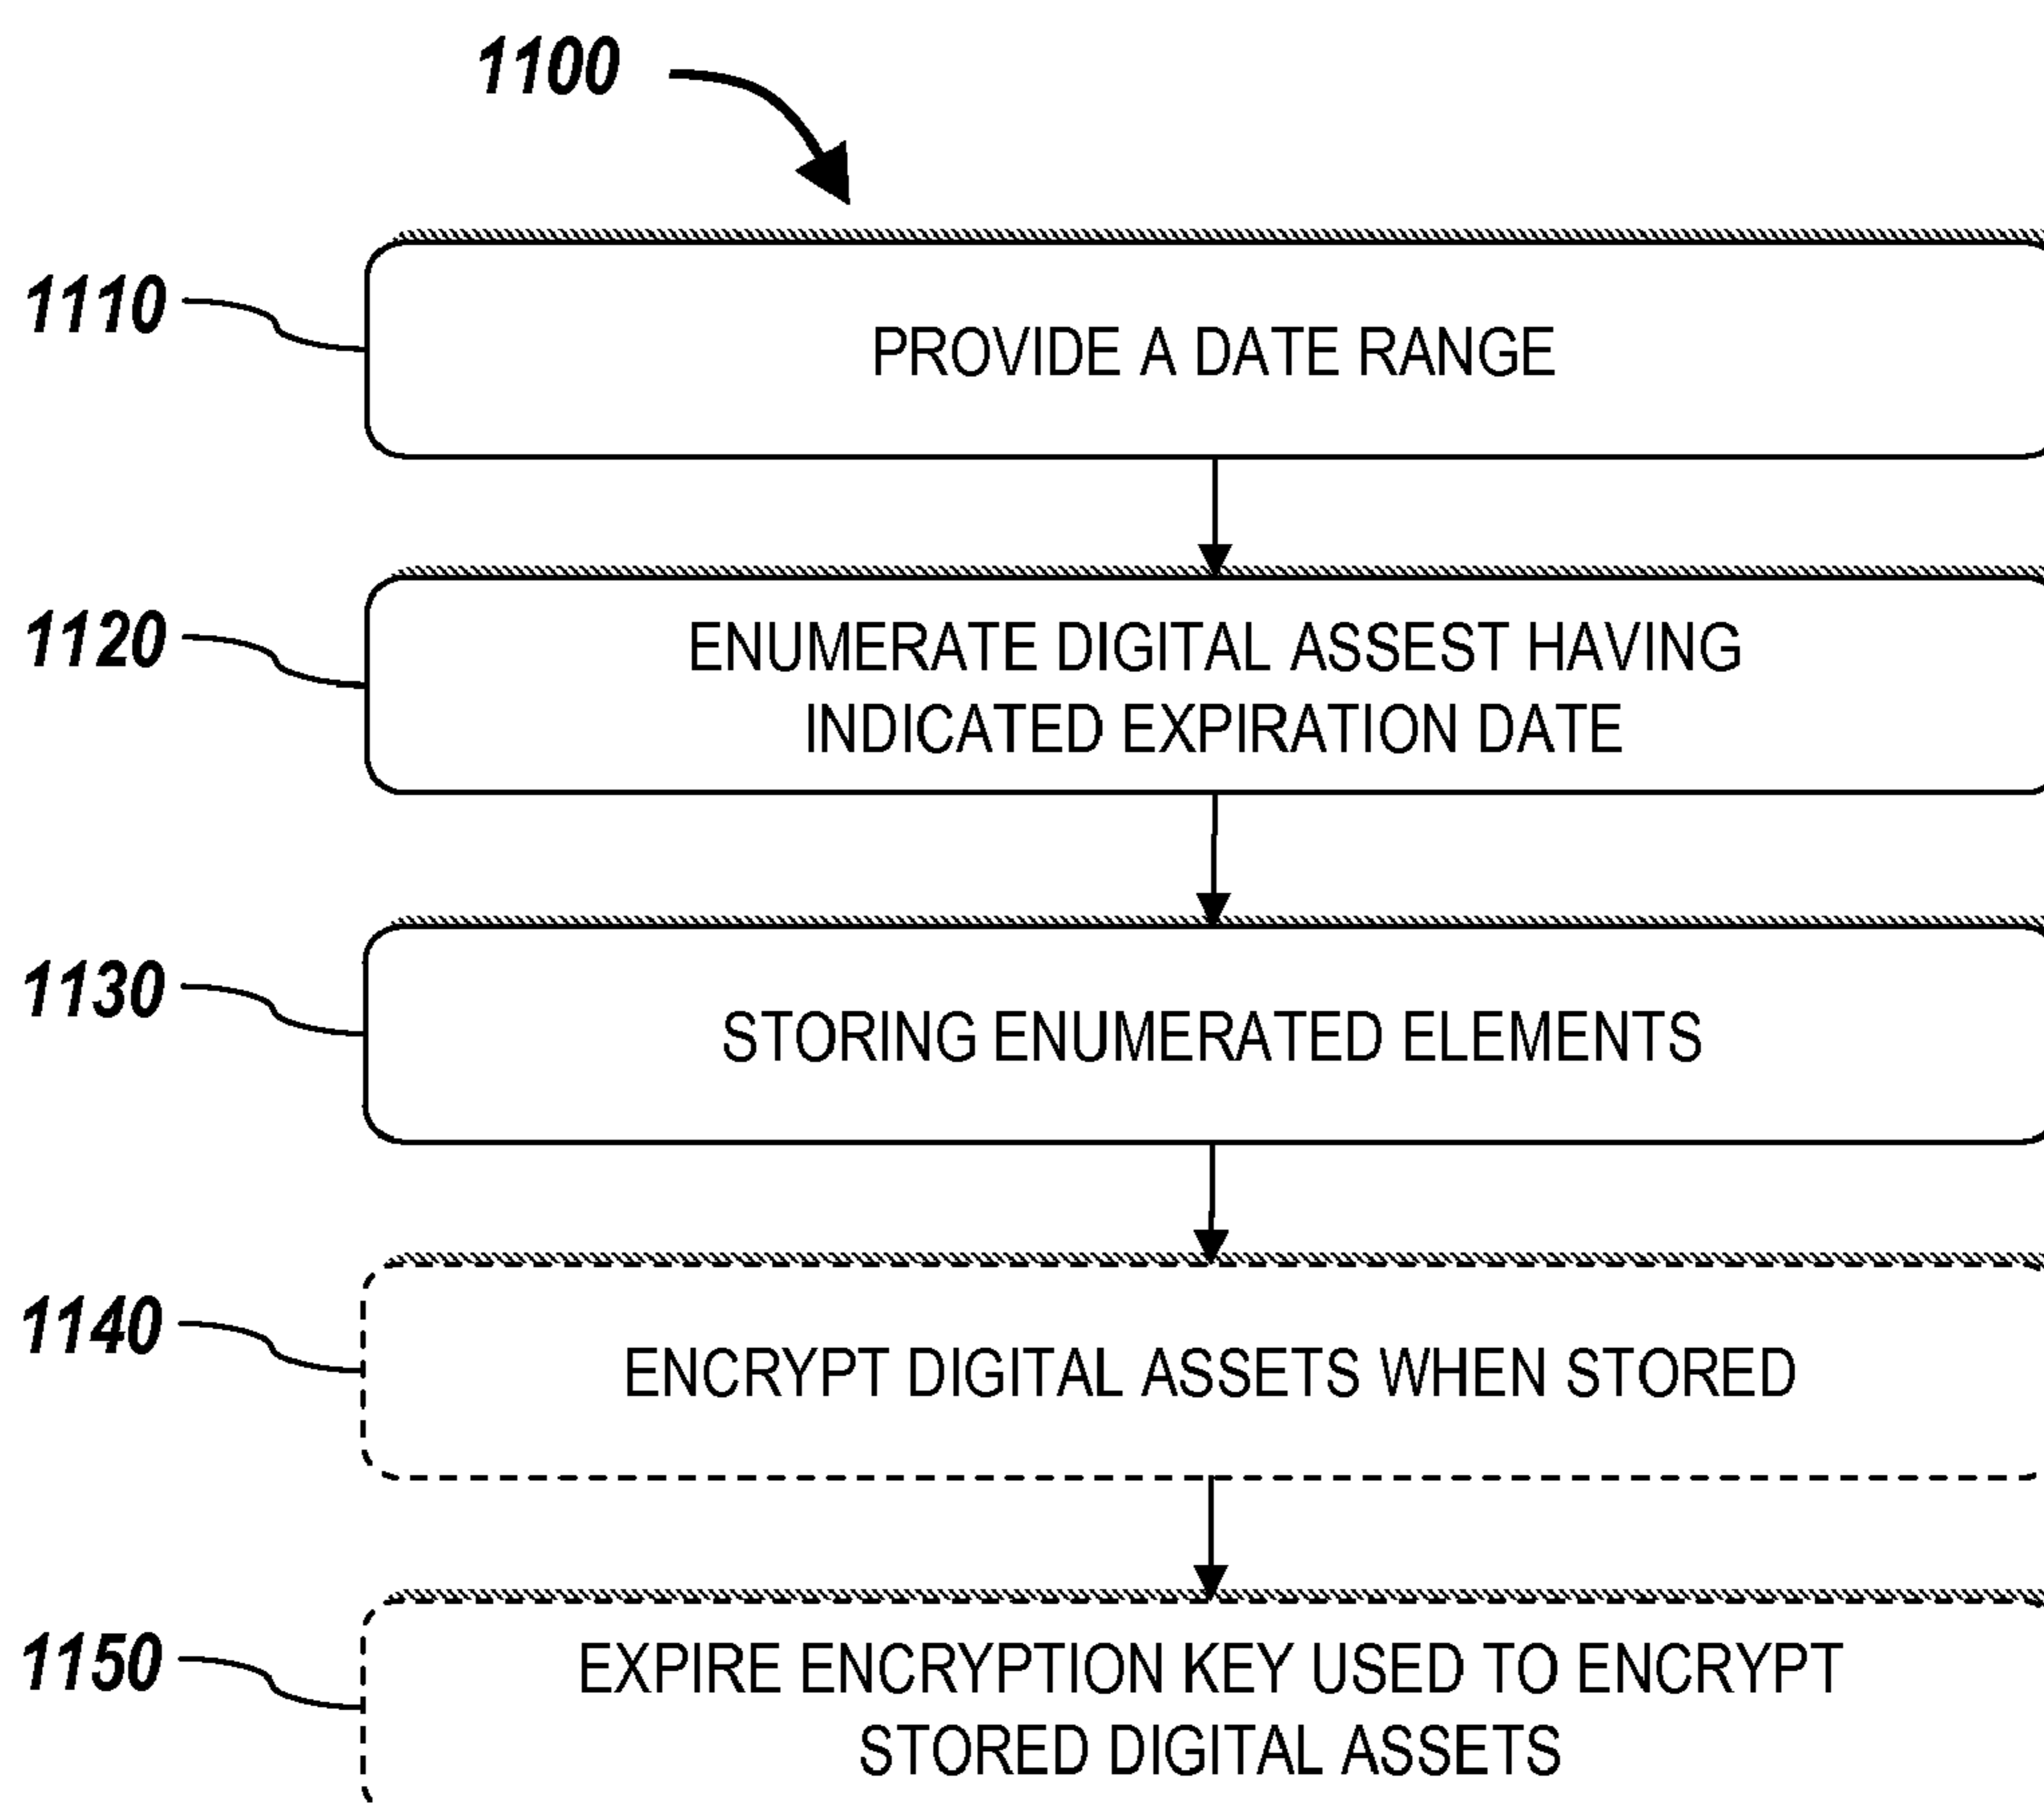 1100
1110
PROVIDE A DATE RANGE
1120
ENUMERATE DIGITAL ASSEST HAVING
INDICATED EXPIRATION DATE
1130
STORING ENUMERATED ELEMENTS
1140
ENCRYPT DIGITAL ASSETS WHEN STORED
1150
EXPIRE ENCRYPTION KEY USED TO ENCRYPT
STORED DIGITAL ASSETS